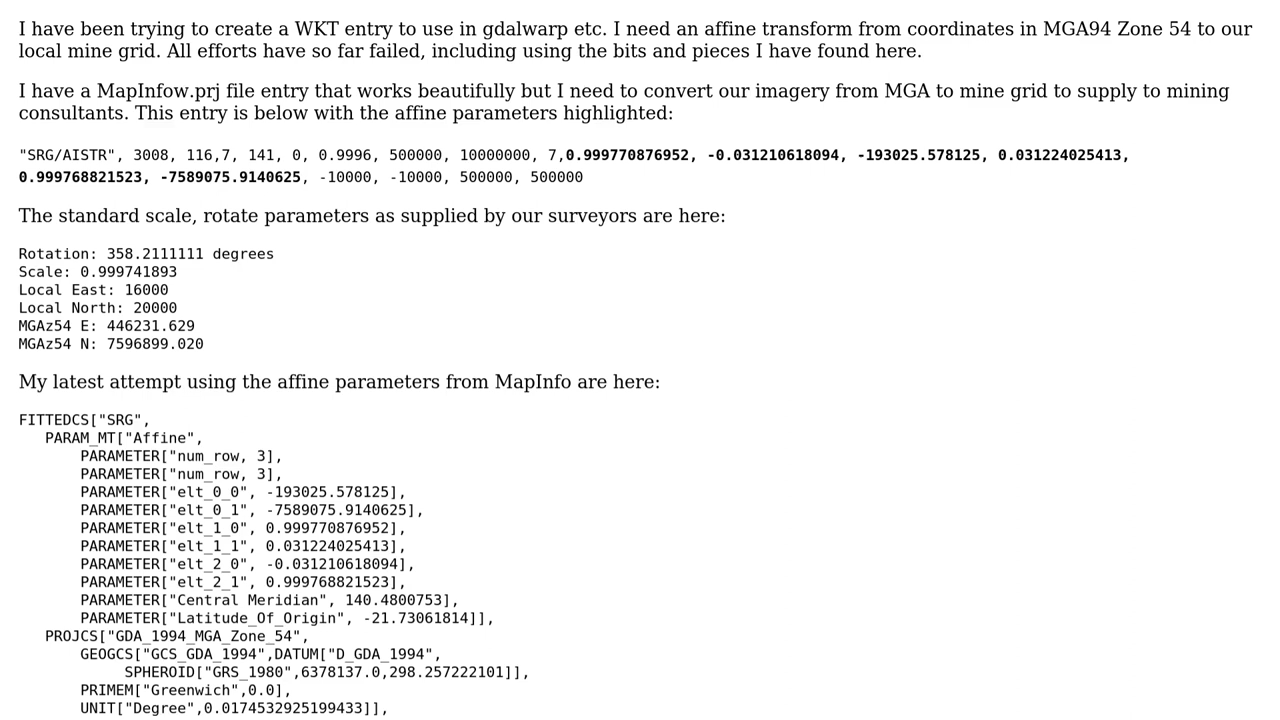 I have been trying to create a WKT entry to use in gdalwarp etc. I need an affine transform from coordinates in MGA94 Zone 54 to our
local mine grid. All efforts have so far failed, including using the bits and pieces I have found here.
I have a MapInfow.prj file entry that works beautifully but I need to convert our imagery from MGA to mine grid to supply to mining
consultants. This entry is below with the affine parameters highlighted:
"SRG/AISTR", 3008, 116,7, 141, 0, 0.9996, 500000, 10000000, 7,0.999770876952, -0.031210618094, -193025.578125, 0.031224025413,
0.999768821523, -7589075.9140625, -10000, -10000, 500000, 500000
The standard scale, rotate parameters as supplied by our surveyors are here:
Rotation: 358.2111111 degrees
Scale: 0.999741893
Local East: 16000
Local North: 20000
MGAz54 E: 446231.629
MGAz54 N: 7596899.020
My latest attempt using the affine parameters from MapInfo are here:
FITTEDCS["SRG",
PARAM_MT["Affine",
PARAMETER["num_row, 3],
PARAMETER["num_row, 3],
PARAMETER["elt_0_0", -193025.578125],
PARAMETER["elt_0_1", -7589075.9140625],
PARAMETER["elt_1_0", 0.999770876952],
PARAMETER["elt_1_1", 0.031224025413],
PARAMETER["elt_2_0", -0.031210618094],
PARAMETER["elt_2_1", 0.999768821523],
PARAMETER["Central Meridian", 140.4800753],
PARAMETER["Latitude_Of_Origin", -21.73061814]],
PROJCS["GDA_1994_MGA_Zone_54",
GEOGCS["GCS_GDA_1994",DATUM["D_GDA_1994",
SPHEROID["GRS_1980",6378137.0,298.257222101]],
PRIMEM["Greenwich",0.0],
UNIT["Degree",0.0174532925199433]],